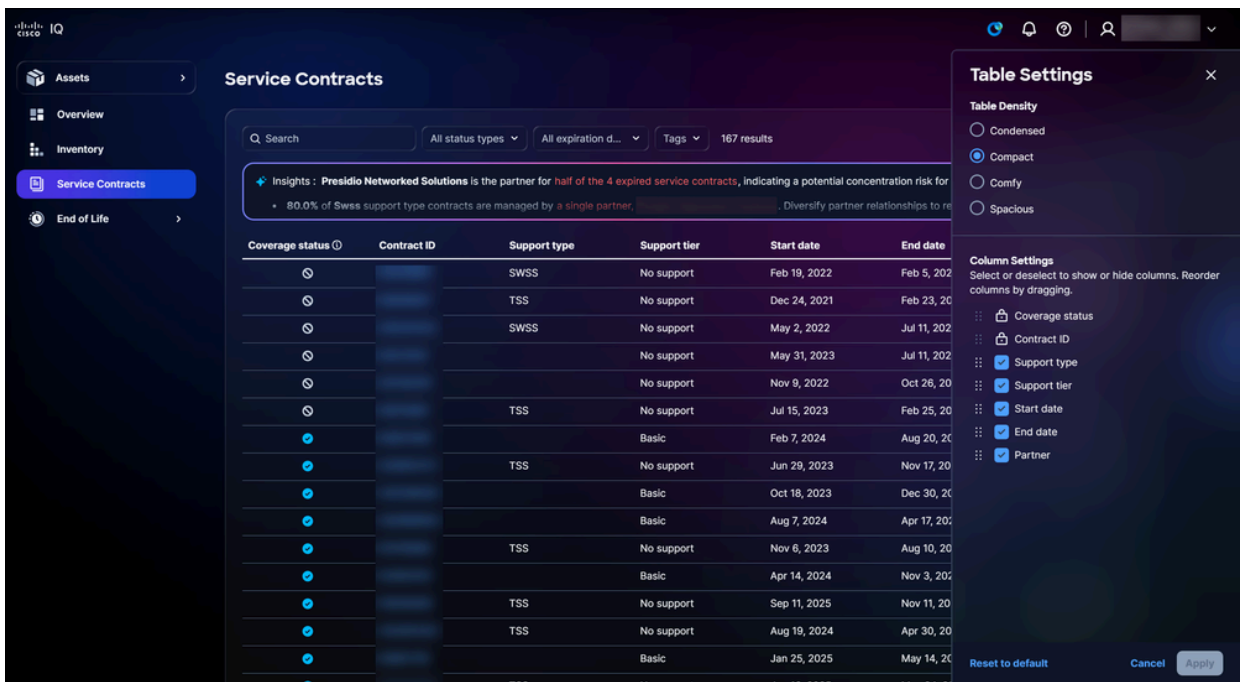 cisco IQ
Assets
Overview
Inventory
Service Contracts
End of Life
Service Contracts
Search
All status types
All expiration d...
Tags
167 results
Insights : Presidio Networked Solutions is the partner for half of the 4 expired service contracts, indicating a potential concentration risk for
• 80.0% of Swss support type contracts are managed by a single partner, . Diversify partner relationships to re
Coverage status Contract ID Support type Support tier Start date End date
SWSS No support Feb 19, 2022 Feb 5, 202
TSS No support Dec 24, 2021 Feb 23, 20
SWSS No support May 2, 2022 Jul 11, 202
No support May 31, 2023 Jul 11, 202
No support Nov 9, 2022 Oct 26, 20
TSS No support Jul 15, 2023 Feb 25, 20
Basic Feb 7, 2024 Aug 20, 20
TSS No support Jun 29, 2023 Nov 17, 20
Basic Oct 18, 2023 Dec 30, 20
Basic Aug 7, 2024 Apr 17, 202
TSS No support Nov 6, 2023 Aug 10, 20
Basic Apr 14, 2024 Nov 3, 202
TSS No support Sep 11, 2025 Nov 11, 20
TSS No support Aug 19, 2024 Apr 30, 20
Basic Jan 25, 2025 May 14, 20
Table Settings
Table Density
Condensed
Compact
Comfy
Spacious
Column Settings
Select or deselect to show or hide columns. Reorder
columns by dragging.
Coverage status
Contract ID
Support type
Support tier
Start date
End date
Partner
Reset to default
Cancel
Apply